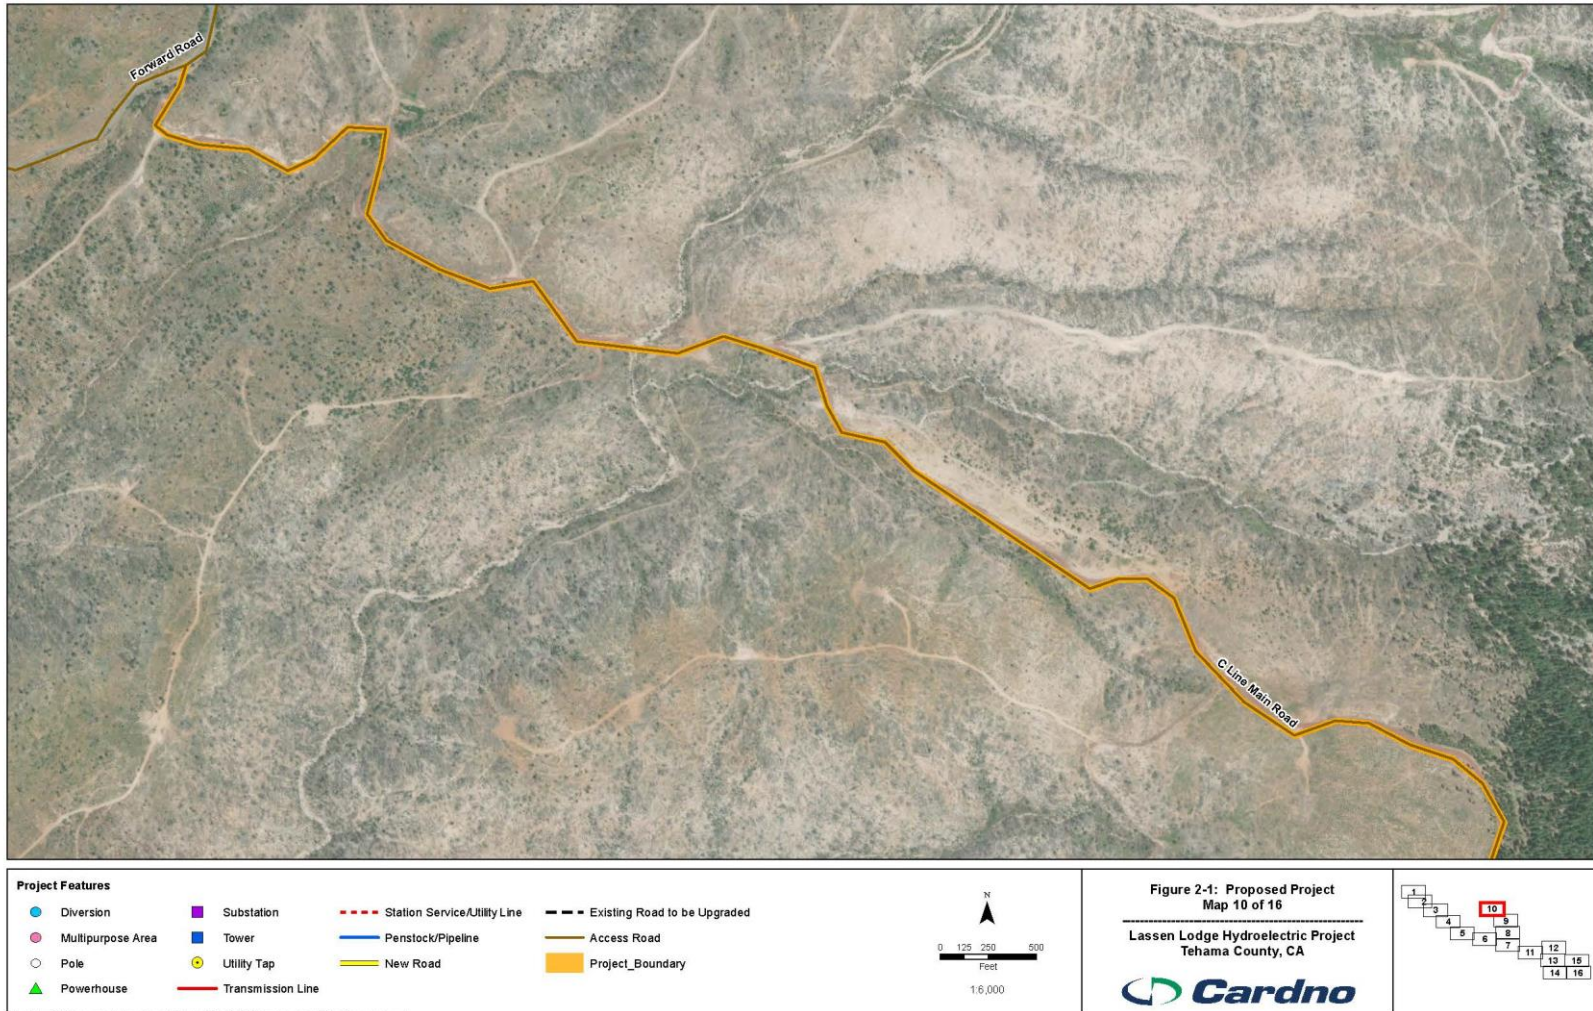 Forward Road
C Line Main Road
Project Features
Diversion
Multipurpose Area
Pole
Powerhouse
Substation
Tower
Utility Tap
Transmission Line
Station Service/Utility Line
Penstock/Pipeline
New Road
Existing Road to be Upgraded
Access Road
Project_Boundary
N
0 125 250 500
Feet
1:6,000
Figure 2-1: Proposed Project
Map 10 of 16
Lassen Lodge Hydroelectric Project
Tehama County, CA
Cardno
1
2
3
4
5
6
7
8
9
10
11
12
13
14
15
16